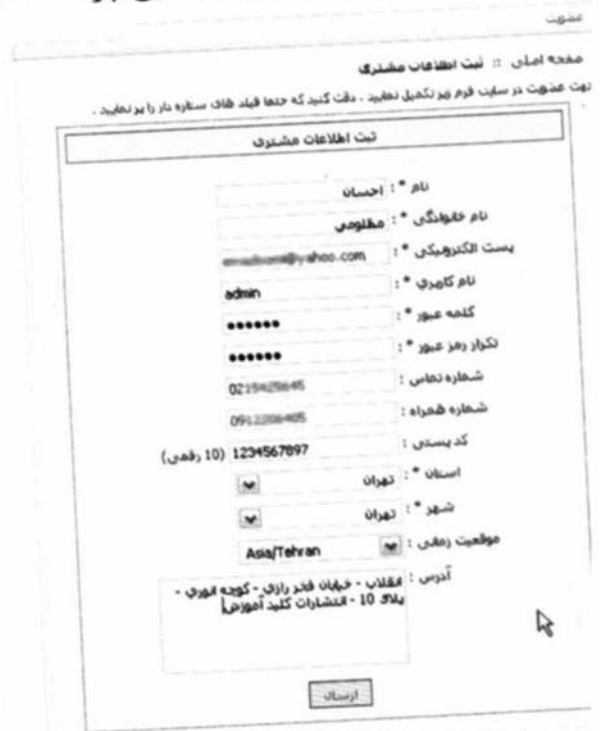 عضویت
صفحه اصلی :: ثبت اطلاعات مشتری
جهت عضویت در سایت فرم زیر تکمیل نمایید . دقت کنید که حتما فیلد های ستاره دار را پر نمایید .
ثبت اطلاعات مشتری
نام * : احسان
نام خانوادگی * : مظلومی
پست الکترونیکی * : @yahoo.com
نام کاربری * : admin
کلمه عبور * : ●●●●●●
تکرار رمز عبور * : ●●●●●●
شماره تماس :
شماره همراه :
کد پستی : 1234567897 (10 رقمی)
استان * : تهران
شهر * : تهران
موقعیت زمانی : Asia/Tehran
آدرس : انقلاب - خیابان فخر رازی - کوچه انوری -
پلاک 10 - انتشارات کلید آموزش
ارسال